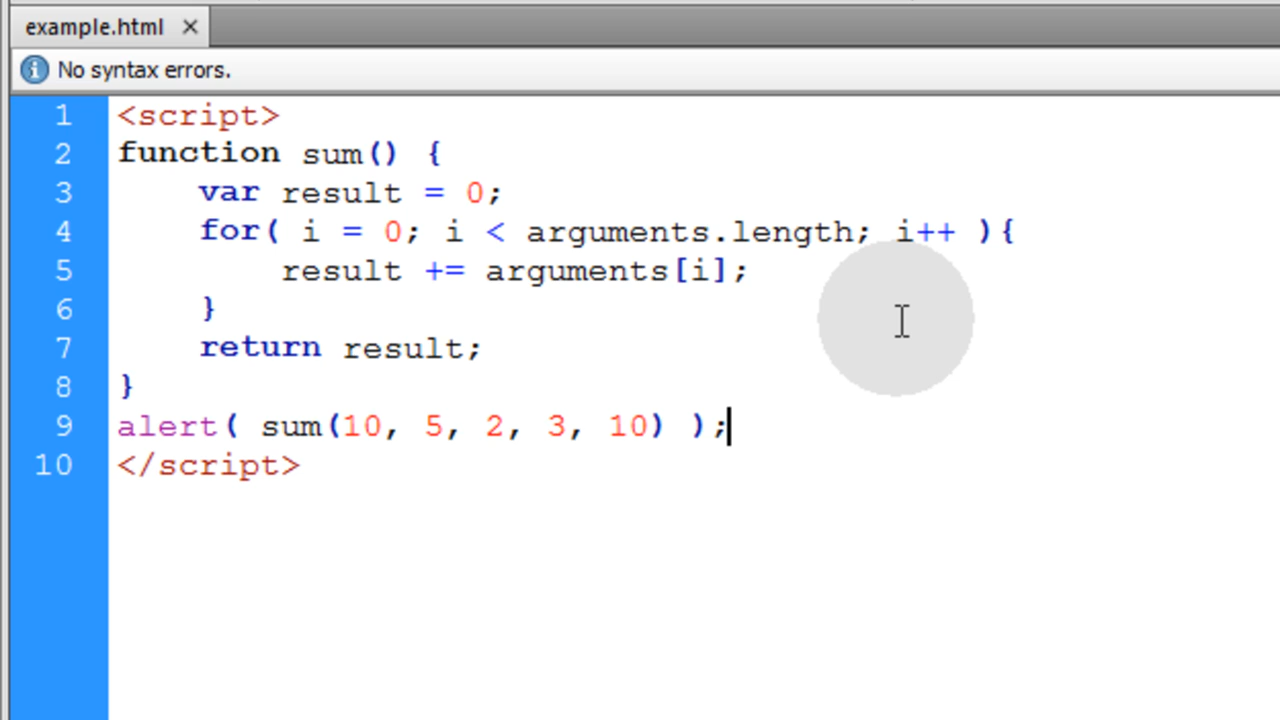 example.html ×
No syntax errors.
1 <script>
2 function sum() {
3     var result = 0;
4     for( i = 0; i < arguments.length; i++ ){
5         result += arguments[i];
6     }
7     return result;
8 }
9 alert( sum(10, 5, 2, 3, 10) );
10 </script>